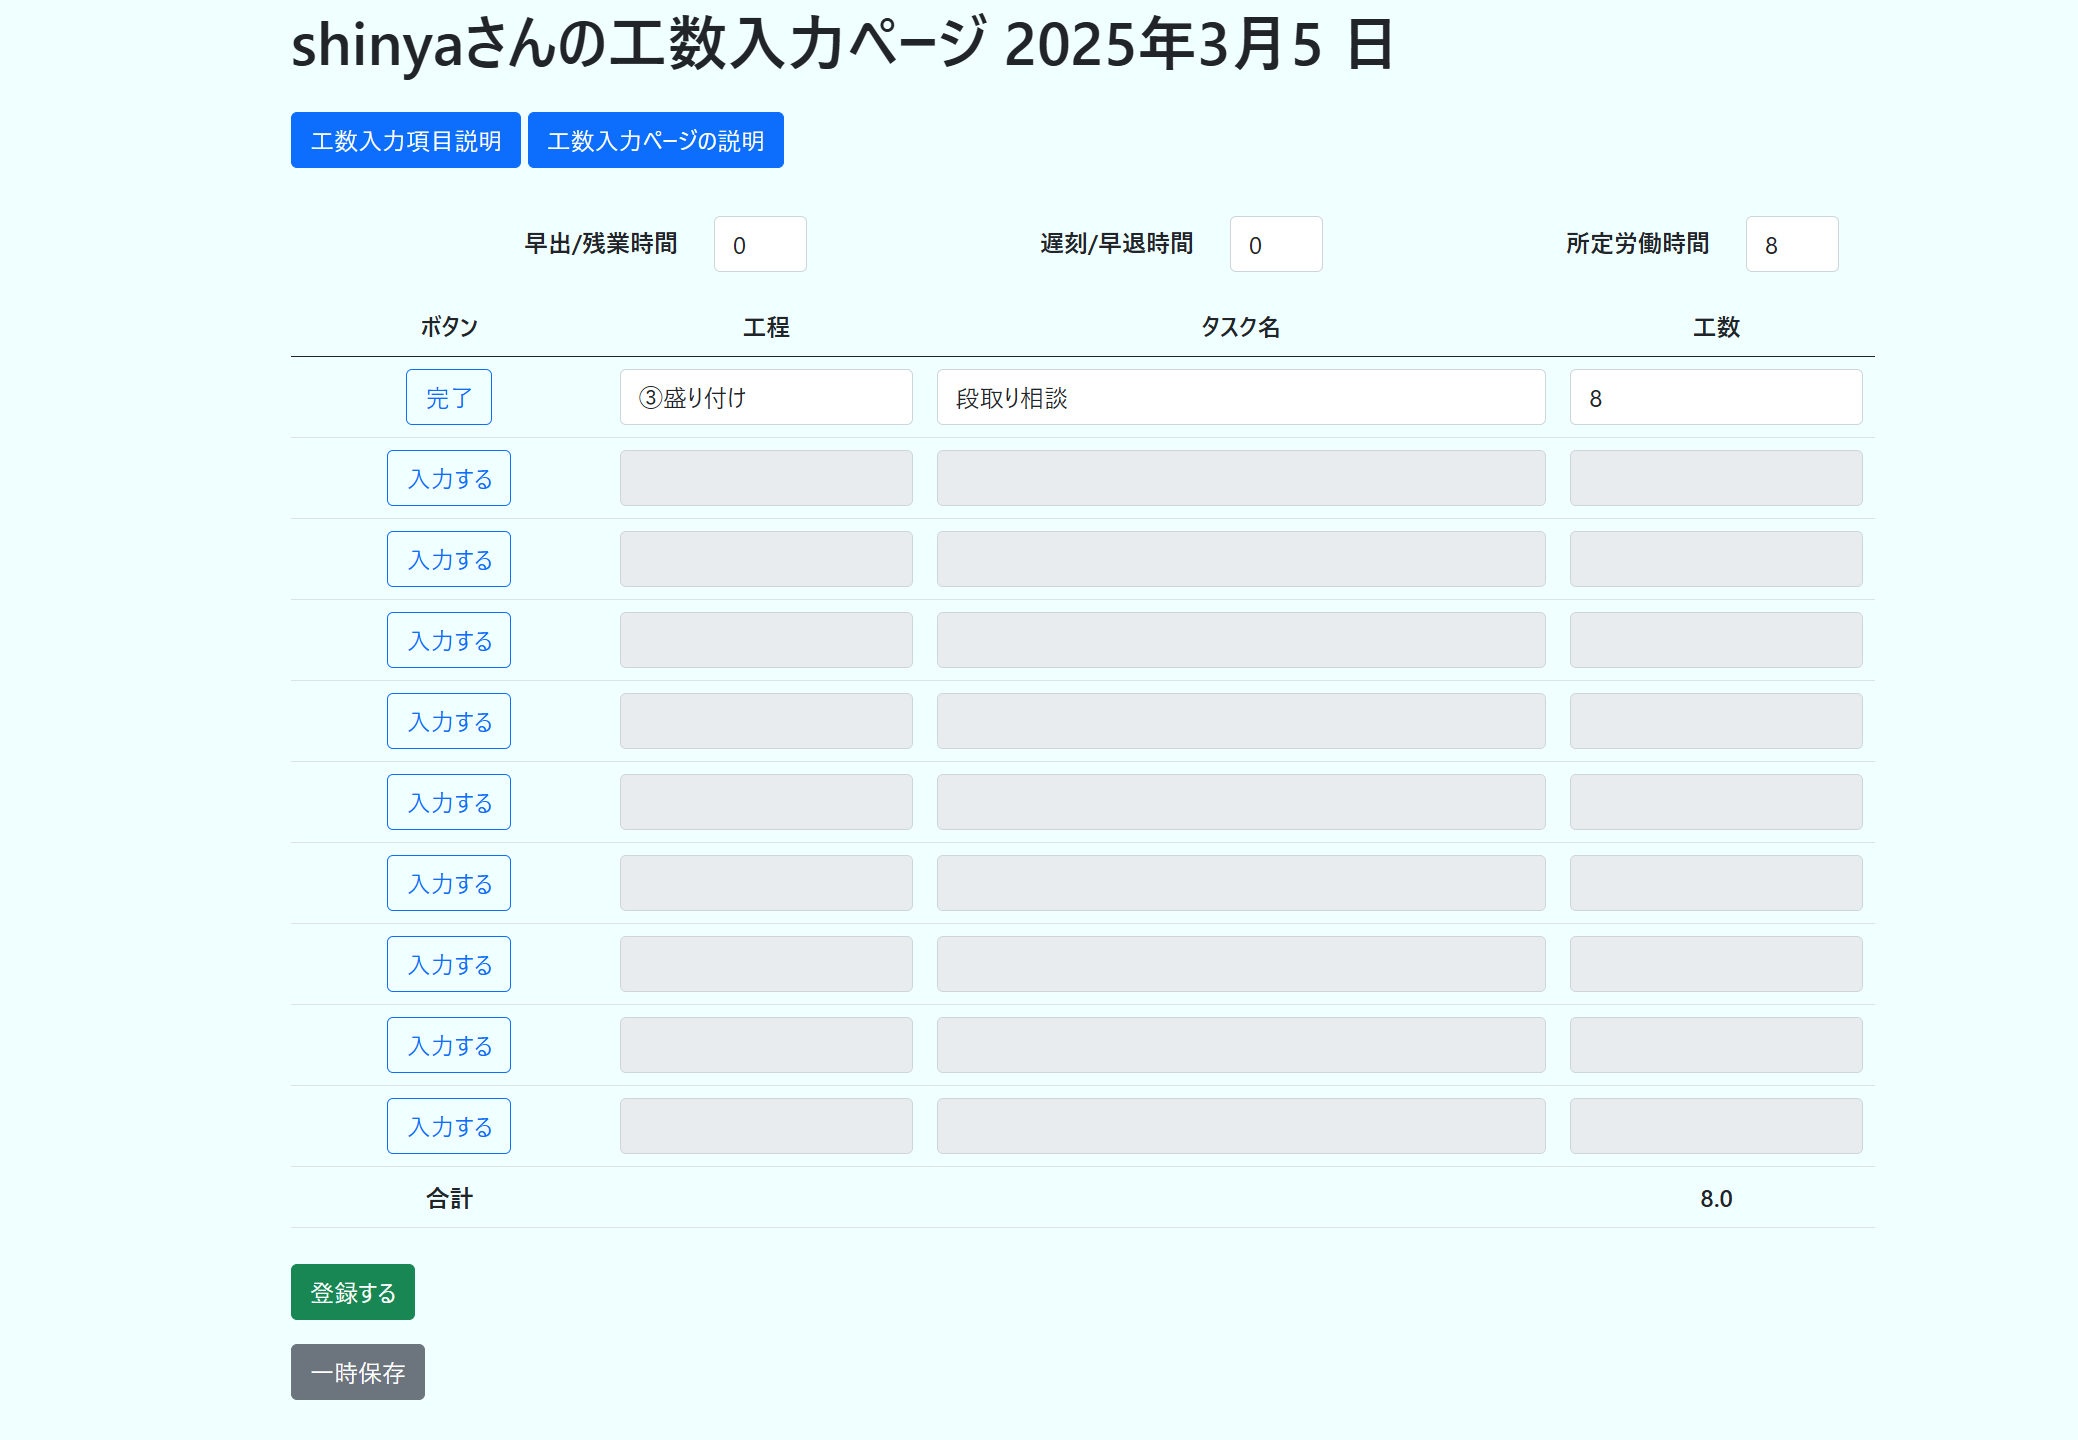 shinyaさんの工数入力ページ 2025年3月5 日
工数入力項目説明 工数入力ページの説明
早出/残業時間 0 遅刻/早退時間 0 所定労働時間 8
ボタン 工程 タスク名 工数
完了 ③盛り付け 段取り相談 8
入力する
入力する
入力する
入力する
入力する
入力する
入力する
入力する
入力する
合計 8.0
登録する
一時保存